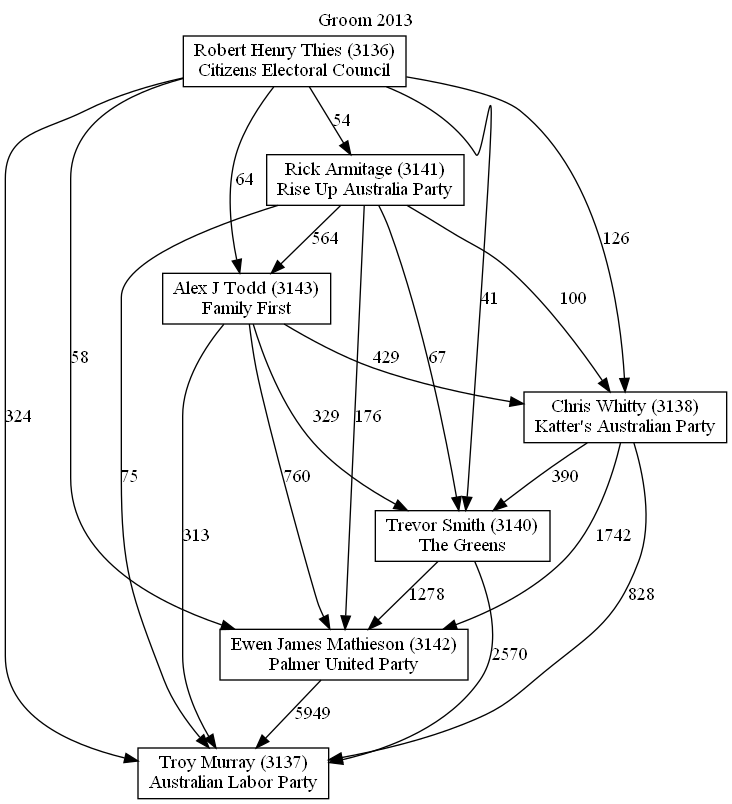 Groom 2013
Robert Henry Thies (3136)
Citizens Electoral Council
54
Rick Armitage (3141)
Rise Up Australia Party
64
564
126
Alex J Todd (3143)
Family First
41
100
58
429
67
324
329
176
Chris Whitty (3138)
Katter's Australian Party
75
760
390
313
Trevor Smith (3140)
The Greens
1742
1278
828
Ewen James Mathieson (3142)
Palmer United Party
2570
5949
Troy Murray (3137)
Australian Labor Party